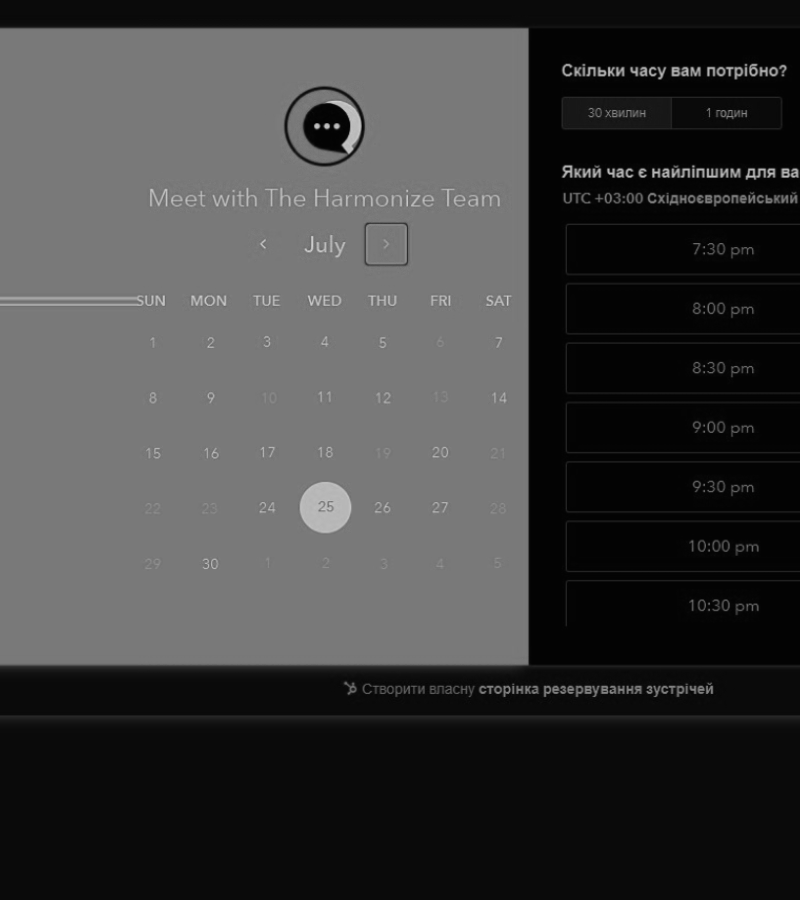 Meet with The Harmonize Team
‹ July ›
SUN MON TUE WED THU FRI SAT
1 2 3 4 5 6 7
8 9 10 11 12 13 14
15 16 17 18 19 20 21
22 23 24 25 26 27 28
29 30 1 2 3 4 5
Скільки часу вам потрібно?
30 хвилин 1 годин
Який час є найліпшим для ва
UTC +03:00 Східноєвропейський
7:30 pm
8:00 pm
8:30 pm
9:00 pm
9:30 pm
10:00 pm
10:30 pm
Створити власну сторінка резервування зустрічей